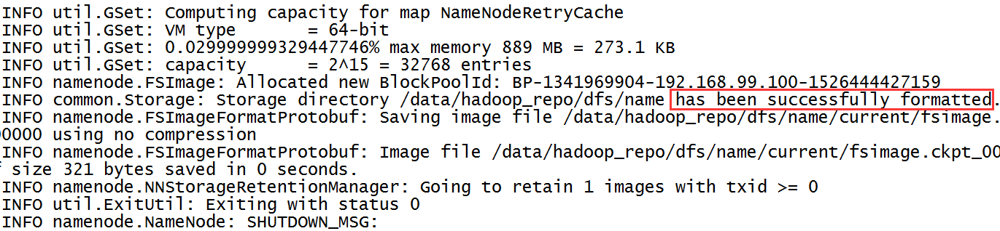 INFO util.GSet: Computing capacity for map NameNodeRetryCache
INFO util.GSet: VM type       = 64-bit
INFO util.GSet: 0.029999999329447746% max memory 889 MB = 273.1 KB
INFO util.GSet: capacity      = 2^15 = 32768 entries
INFO namenode.FSImage: Allocated new BlockPoolId: BP-1341969904-192.168.99.100-1526444427159
INFO common.Storage: Storage directory /data/hadoop_repo/dfs/name has been successfully formatted.
INFO namenode.FSImageFormatProtobuf: Saving image file /data/hadoop_repo/dfs/name/current/fsimage.
00000 using no compression
INFO namenode.FSImageFormatProtobuf: Image file /data/hadoop_repo/dfs/name/current/fsimage.ckpt_00
size 321 bytes saved in 0 seconds.
INFO namenode.NNStorageRetentionManager: Going to retain 1 images with txid >= 0
INFO util.ExitUtil: Exiting with status 0
INFO namenode.NameNode: SHUTDOWN_MSG: